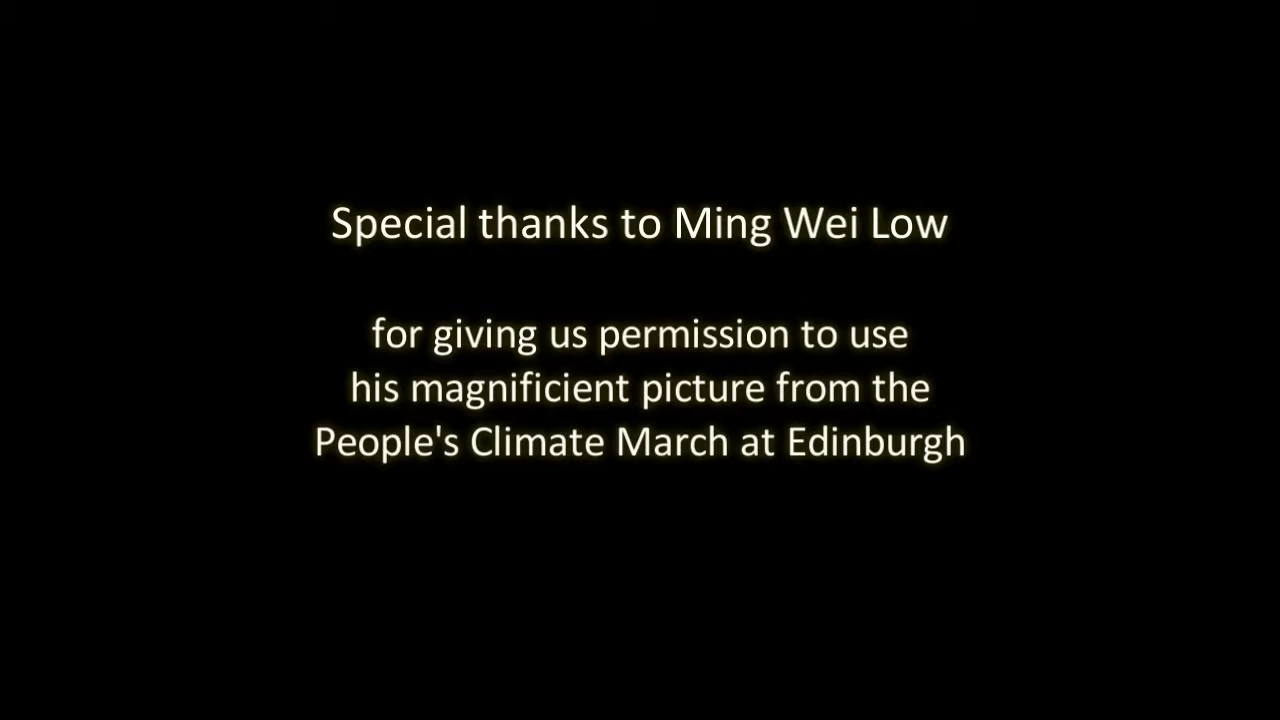 Special thanks to Ming Wei Low
for giving us permission to use
his magnificient picture from the
People's Climate March at Edinburgh